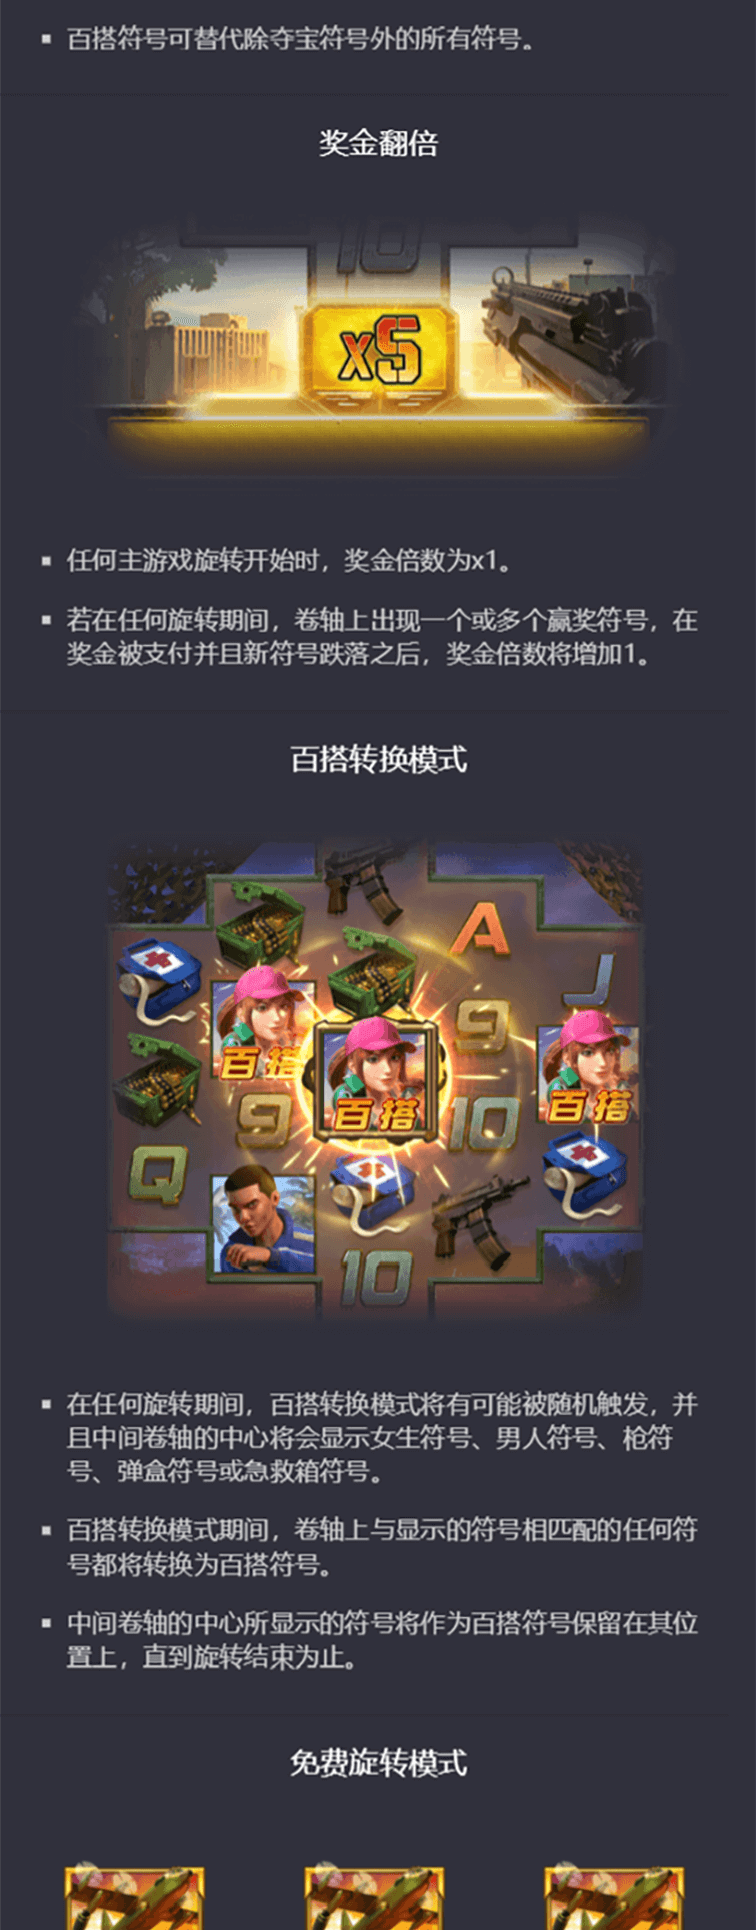 ▪ 百搭符号可替代除夺宝符号外的所有符号。
奖金翻倍
10
x5
▪ 任何主游戏旋转开始时，奖金倍数为x1。
▪ 若在任何旋转期间，卷轴上出现一个或多个赢奖符号，在
奖金被支付并且新符号跌落之后，奖金倍数将增加1。
百搭转换模式
A
J
9
百搭
百搭
百搭
9
10
Q
10
▪ 在任何旋转期间，百搭转换模式将有可能被随机触发，并
且中间卷轴的中心将会显示女生符号、男人符号、枪符
号、弹盒符号或急救箱符号。
▪ 百搭转换模式期间，卷轴上与显示的符号相匹配的任何符
号都将转换为百搭符号。
▪ 中间卷轴的中心所显示的符号将作为百搭符号保留在其位
置上，直到旋转结束为止。
免费旋转模式